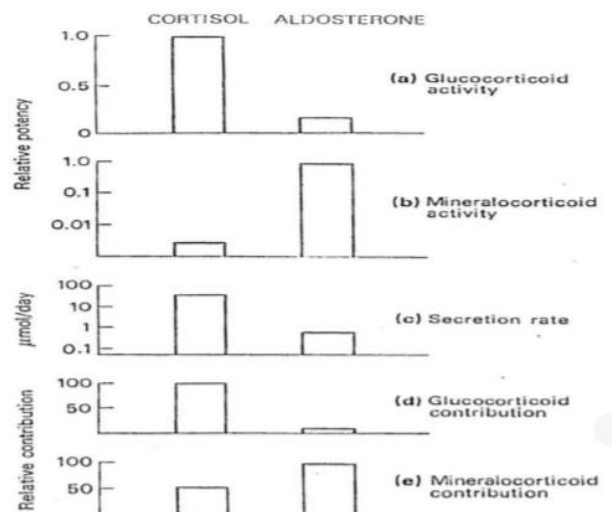 CORTISOL ALDOSTERONE
Relative potency
1.0
0.5
0
(a) Glucocorticoid
activity
1.0
0.1
0.01
(b) Mineralocorticoid
activity
µmol/day
100
10
1
0.1
(c) Secretion rate
Relative contribution
100
50
(d) Glucocorticoid
contribution
100
50
(e) Mineralocorticoid
contribution